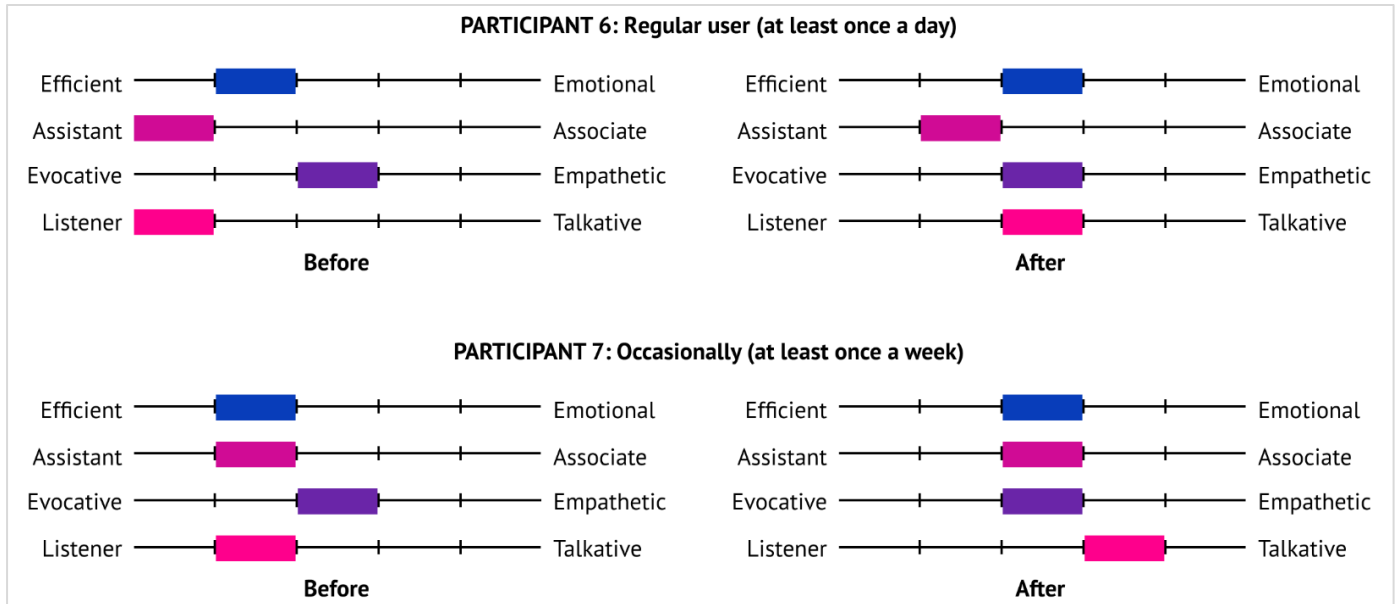 PARTICIPANT 6: Regular user (at least once a day)
Efficient Emotional Efficient Emotional
Assistant Associate Assistant Associate
Evocative Empathetic Evocative Empathetic
Listener Talkative Listener Talkative
Before After
PARTICIPANT 7: Occasionally (at least once a week)
Efficient Emotional Efficient Emotional
Assistant Associate Assistant Associate
Evocative Empathetic Evocative Empathetic
Listener Talkative Listener Talkative
Before After